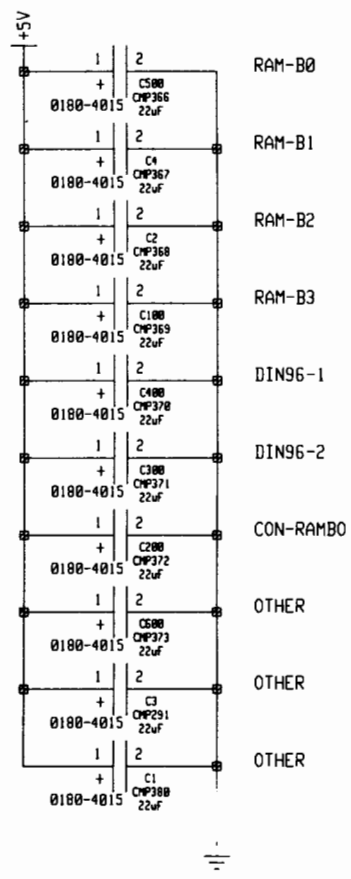 +5V
1 2 RAM-B0
+ C500
0180-4015 CMP366
22uF
1 2 RAM-B1
+ C4
0180-4015 CMP367
22uF
1 2 RAM-B2
+ C2
0180-4015 CMP368
22uF
1 2 RAM-B3
+ C100
0180-4015 CMP369
22uF
1 2 DIN96-1
+ C400
0180-4015 CMP370
22uF
1 2 DIN96-2
+ C300
0180-4015 CMP371
22uF
1 2 CON-RAMBO
+ C200
0180-4015 CMP372
22uF
1 2 OTHER
+ C600
0180-4015 CMP373
22uF
1 2 OTHER
+ C3
0180-4015 CMP291
22uF
1 2 OTHER
+ C1
0180-4015 CMP380
22uF